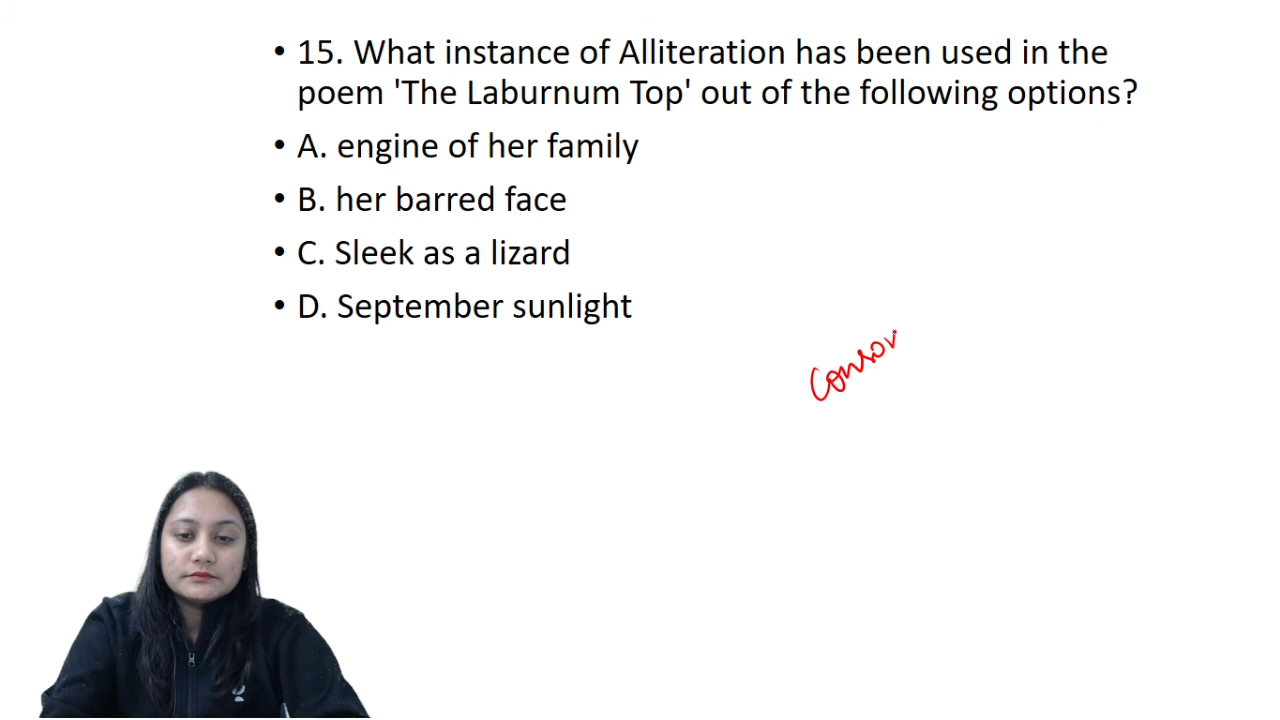 • 15. What instance of Alliteration has been used in the
poem 'The Laburnum Top' out of the following options?
• A. engine of her family
• B. her barred face
• C. Sleek as a lizard
• D. September sunlight